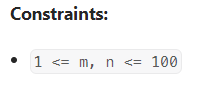 Constraints:
• 1 <= m, n <= 100